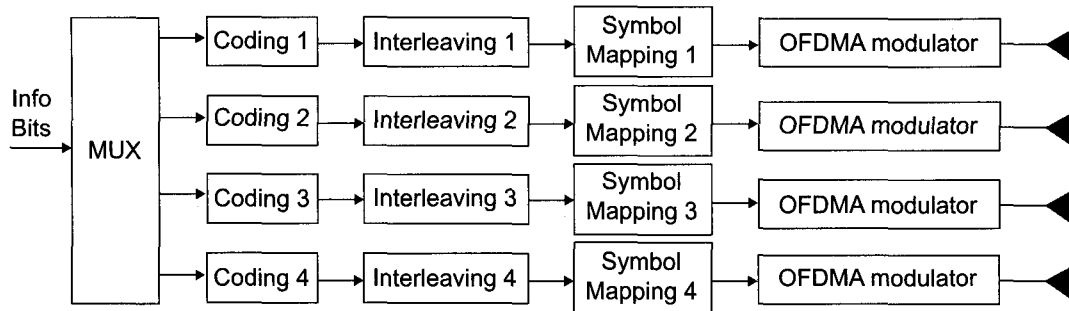 Info
Bits
MUX
Coding 1
Interleaving 1
Symbol
Mapping 1
OFDMA modulator
Coding 2
Interleaving 2
Symbol
Mapping 2
OFDMA modulator
Coding 3
Interleaving 3
Symbol
Mapping 3
OFDMA modulator
Coding 4
Interleaving 4
Symbol
Mapping 4
OFDMA modulator